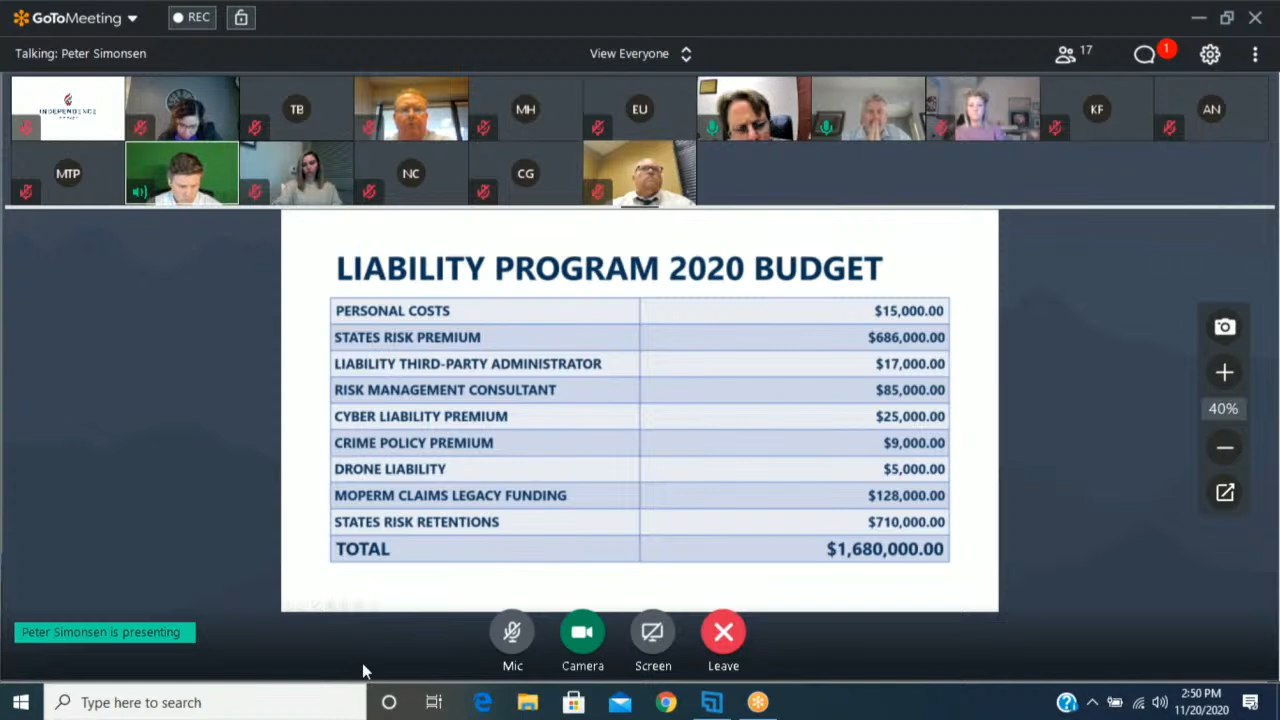 GoToMeeting
REC
Talking: Peter Simonsen
View Everyone
17
1
INDEPENDENCE
TB
MH
EU
KF
AN
MTP
NC
CG
LIABILITY PROGRAM 2020 BUDGET
PERSONAL COSTS $15,000.00
STATES RISK PREMIUM $686,000.00
LIABILITY THIRD-PARTY ADMINISTRATOR $17,000.00
RISK MANAGEMENT CONSULTANT $85,000.00
CYBER LIABILITY PREMIUM $25,000.00
CRIME POLICY PREMIUM $9,000.00
DRONE LIABILITY $5,000.00
MOPERM CLAIMS LEGACY FUNDING $128,000.00
STATES RISK RETENTIONS $710,000.00
TOTAL $1,680,000.00
40%
Peter Simonsen is presenting
Mic
Camera
Screen
Leave
Type here to search
2:50 PM
11/20/2020